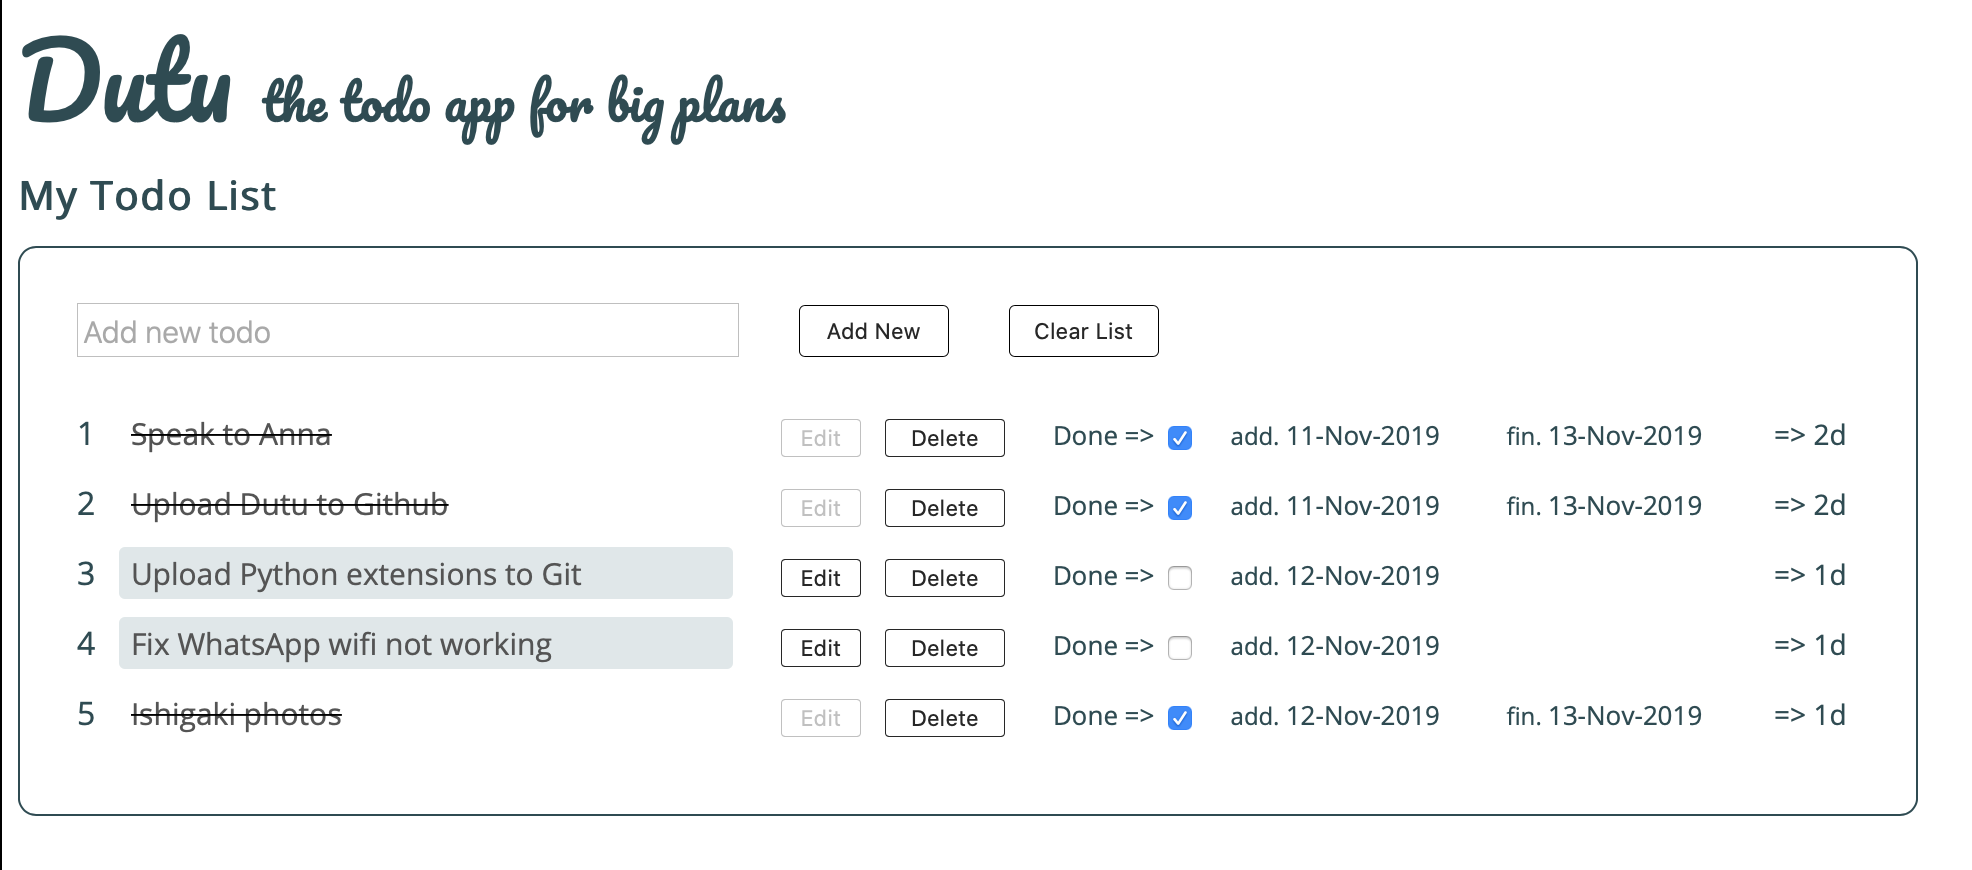 Dutu the todo app for big plans
My Todo List
Add new todo Add New Clear List
1 Speak to Anna Edit Delete Done => add. 11-Nov-2019 fin. 13-Nov-2019 => 2d
2 Upload Dutu to Github Edit Delete Done => add. 11-Nov-2019 fin. 13-Nov-2019 => 2d
3 Upload Python extensions to Git Edit Delete Done => add. 12-Nov-2019 => 1d
4 Fix WhatsApp wifi not working Edit Delete Done => add. 12-Nov-2019 => 1d
5 Ishigaki photos Edit Delete Done => add. 12-Nov-2019 fin. 13-Nov-2019 => 1d